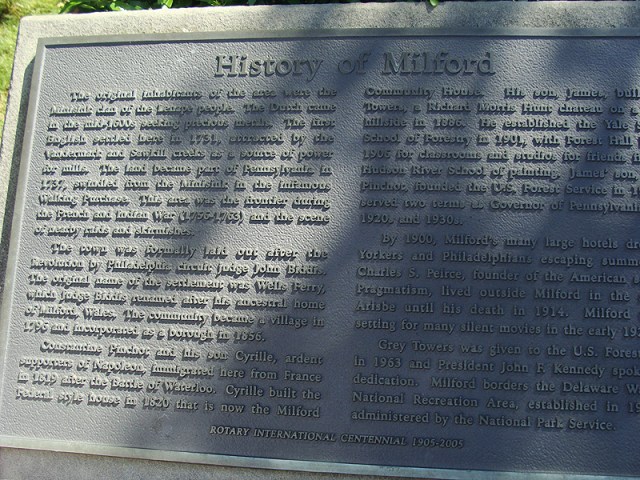 History of Milford
The original inhabitants of the area were the
Minisink clan of the Lenape people. The Dutch came
in the mid-1600s seeking precious metals. The first
English settled here in 1731, attracted by the
Vandermark and Sawkill creeks as a source of power
for mills. The land became part of Pennsylvania in
1737, swindled from the Minisink in the infamous
Walking Purchase. This area was the frontier during
the French and Indian War (1755-1763) and the scene
of nearby raids and skirmishes.
The town was formally laid out after the
Revolution by Philadelphia circuit judge John Biddis.
The original name of the settlement was Wells Ferry,
which Judge Biddis renamed after his ancestral home
of Milford, Wales. The community became a village in
1796 and incorporated as a borough in
Constantine Pinchot and his son Cyrille, ardent
supporters of Napoleon, immigrated here from France
in 1819 after the Battle of Waterloo. Cyrille built the
Federal style house in 1820 that is now the Milford
Community House. His son, James, buil
Towers, a Richard Morris Hunt chateau on a
hillside in 1886. He established the Yale
School of Forestry in 1901, with Forest Hall
1906 for classrooms and studios for friends
Hudson River School of painting. James' son
Pinchot, founded the U.S. Forest Service in 1
served two terms as Governor of Pennsylvani
1920s and 1930s.
By 1900, Milford's many large hotels d
Yorkers and Philadelphians escaping summ
Charles S. Peirce, founder of the American
Pragmatism, lived outside Milford in the
Arisbe until his death in 1914. Milford
setting for many silent movies in the early 19
Grey Towers was given to the U.S. Fores
in 1963 and President John F. Kennedy spok
dedication. Milford borders the Delaware W
National Recreation Area, established in 1
administered by the National Park Service.
ROTARY INTERNATIONAL CENTENNIAL 1905-2005